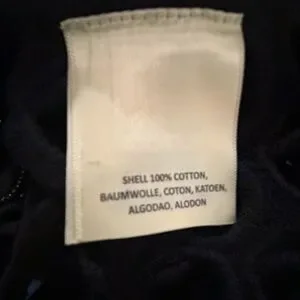 SHELL 100% COTTON,
BAUMWOLLE, COTON, KATOEN,
ALGODAO, ALODON